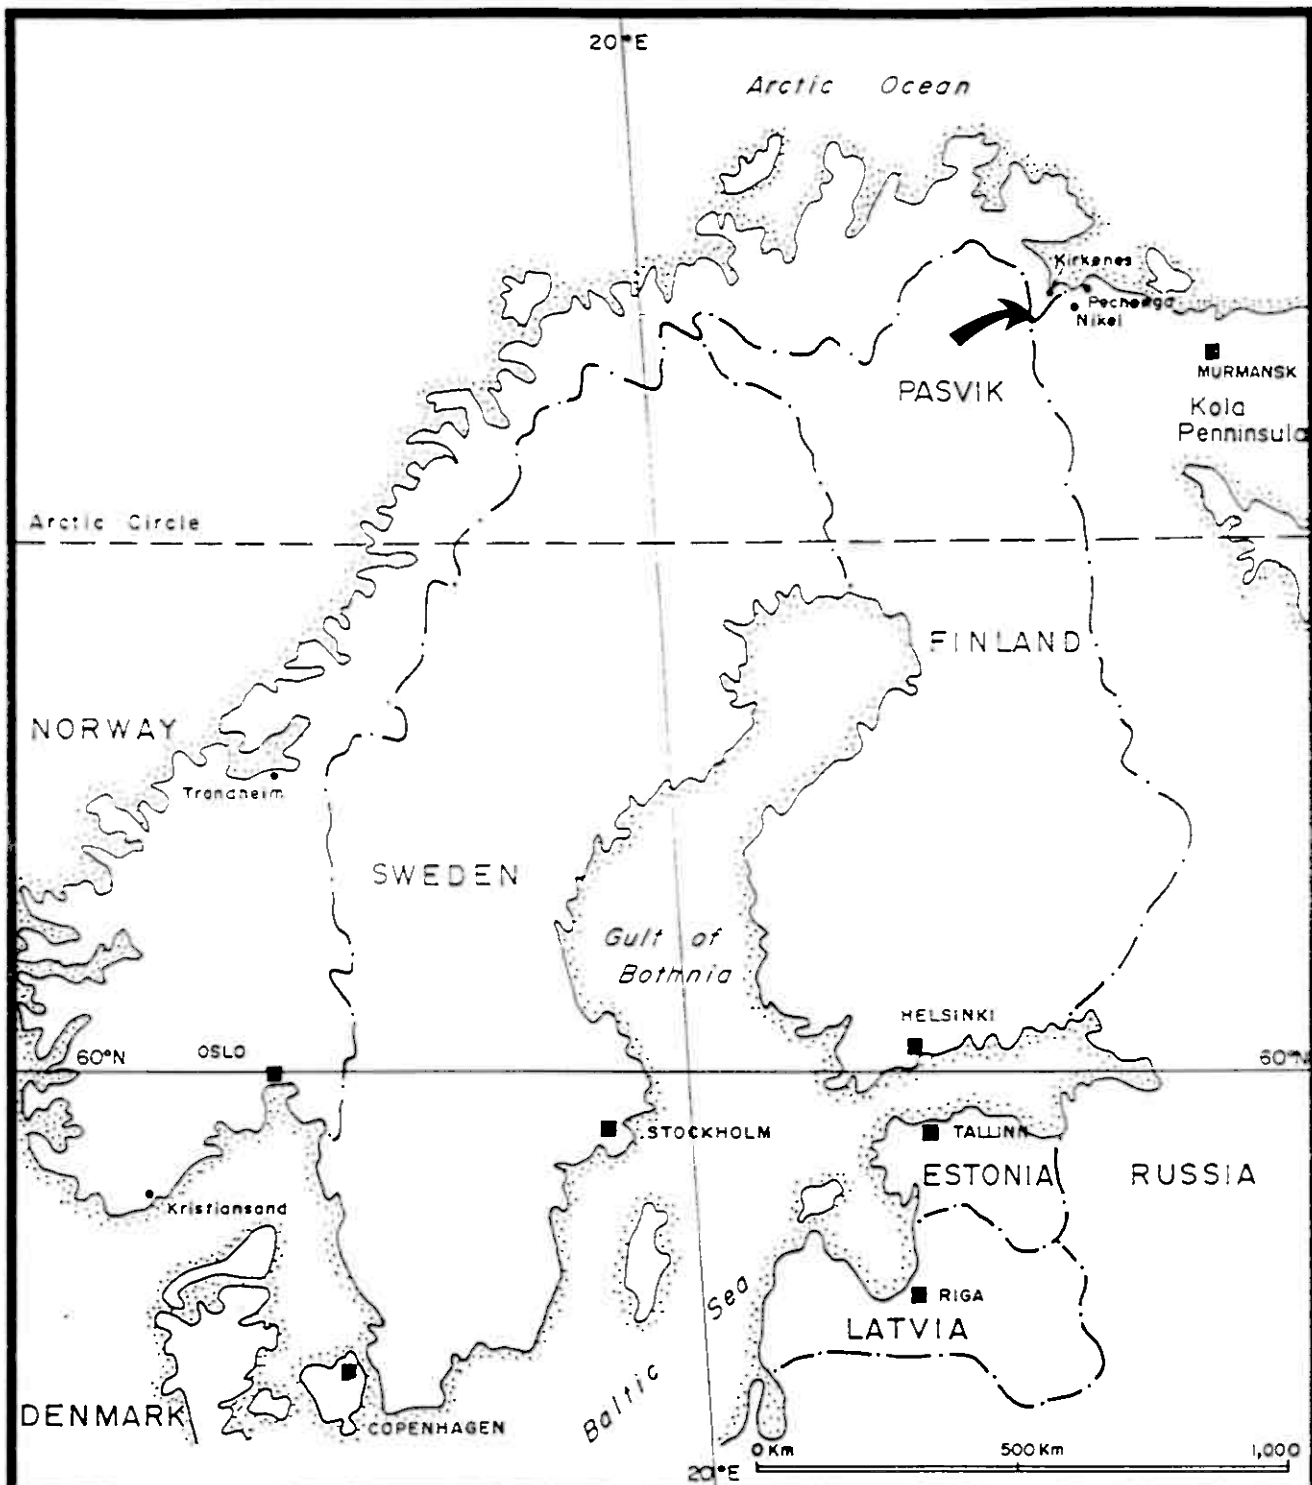 20°E
Arctic Ocean
Kirkenes
Pechenga
Nikel
MURMANSK
PASVIK
Kola
Penninsula
Arctic Circle
FINLAND
NORWAY
Trondheim
SWEDEN
Gulf of
Bothnia
HELSINKI
OSLO
60°N
60°N
STOCKHOLM
TALLINN
ESTONIA
RUSSIA
Kristiansand
Baltic Sea
RIGA
LATVIA
DENMARK
COPENHAGEN
0 Km 500 Km 1,000
20°E